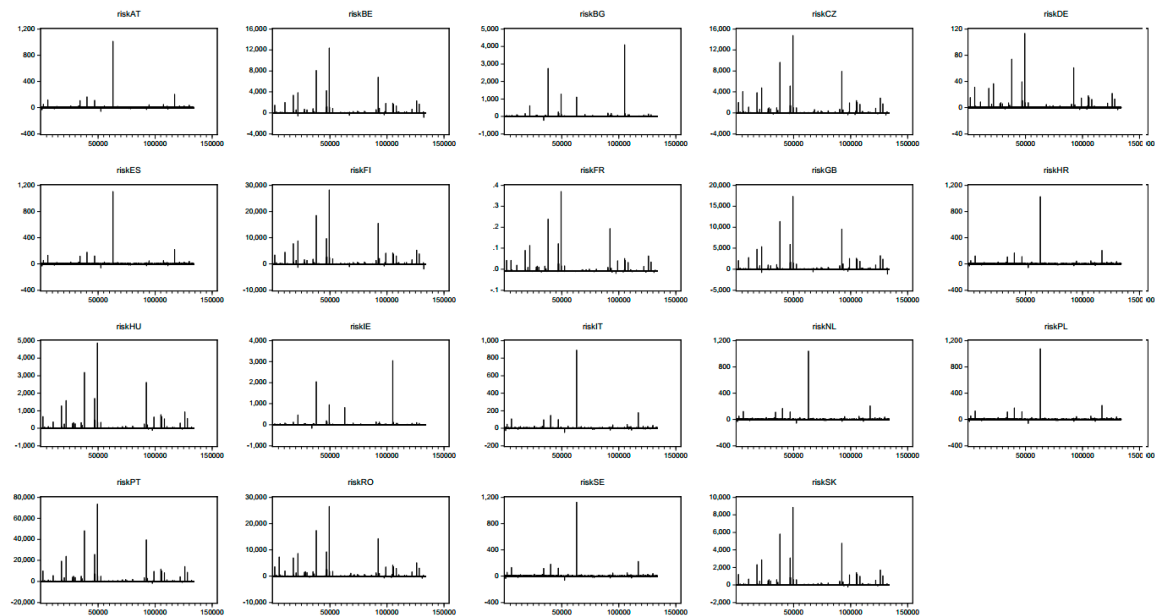 riskAT riskBE riskBG riskCZ riskDE
1,200 16,000 5,000 16,000 120
12,000 4,000 12,000
800 80
8,000 3,000 8,000
400 2,000 40
4,000 4,000
1,000
0 0 0 0
0
-400 -4,000 -1,000 -4,000 -40
50000 100000 150000 50000 100000 150000 50000 100000 150000 50000 100000 150000 50000 100000 15000
riskES riskFI riskFR riskGB riskHR
1,200 30,000 .4 20,000 1,200
800 20,000 .3 15,000 800
.2 10,000
400 10,000 400
.1 5,000
0 0 .0 0 0
-400 -10,000 -.1 -5,000 -400
50000 100000 150000 50000 100000 150000 50000 100000 150000 50000 100000 150000 50000 100000 15000
riskHU riskIE riskIT riskNL riskPL
5,000 4,000 1,000 1,200 1,200
4,000 3,000 800
3,000 600 800 800
2,000 2,000 400 400 400
1,000 1,000 200
0 0 0 0 0
-1,000 -1,000 -200 -400 -400
50000 100000 150000 50000 100000 150000 50000 100000 150000 50000 100000 150000 50000 100000 15000
riskPT riskRO riskSE riskSK
80,000 30,000 1,200 10,000
60,000 20,000 800 8,000
40,000 6,000
20,000 10,000 400 4,000
2,000
0 0 0 0
-20,000 -10,000 -400 -2,000
50000 100000 150000 50000 100000 150000 50000 100000 150000 50000 100000 150000